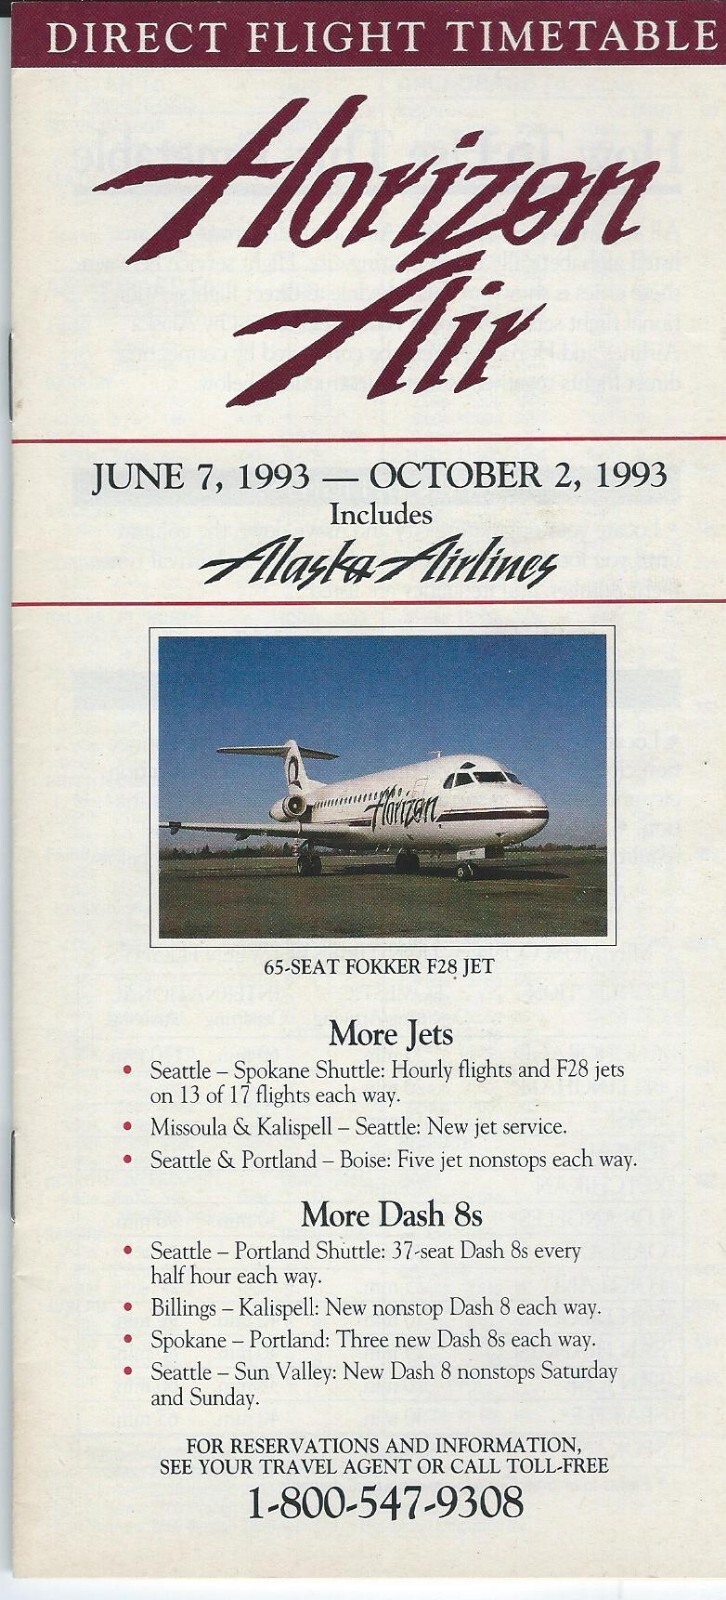 DIRECT FLIGHT TIMETABLE
Horizon
Air
JUNE 7, 1993 — OCTOBER 2, 1993
Includes
Alaska Airlines
Horizon
65-SEAT FOKKER F28 JET
More Jets
• Seattle – Spokane Shuttle: Hourly flights and F28 jets
on 13 of 17 flights each way.
• Missoula & Kalispell – Seattle: New jet service.
• Seattle & Portland – Boise: Five jet nonstops each way.
More Dash 8s
• Seattle – Portland Shuttle: 37-seat Dash 8s every
half hour each way.
• Billings – Kalispell: New nonstop Dash 8 each way.
• Spokane – Portland: Three new Dash 8s each way.
• Seattle – Sun Valley: New Dash 8 nonstops Saturday
and Sunday.
FOR RESERVATIONS AND INFORMATION,
SEE YOUR TRAVEL AGENT OR CALL TOLL-FREE
1-800-547-9308